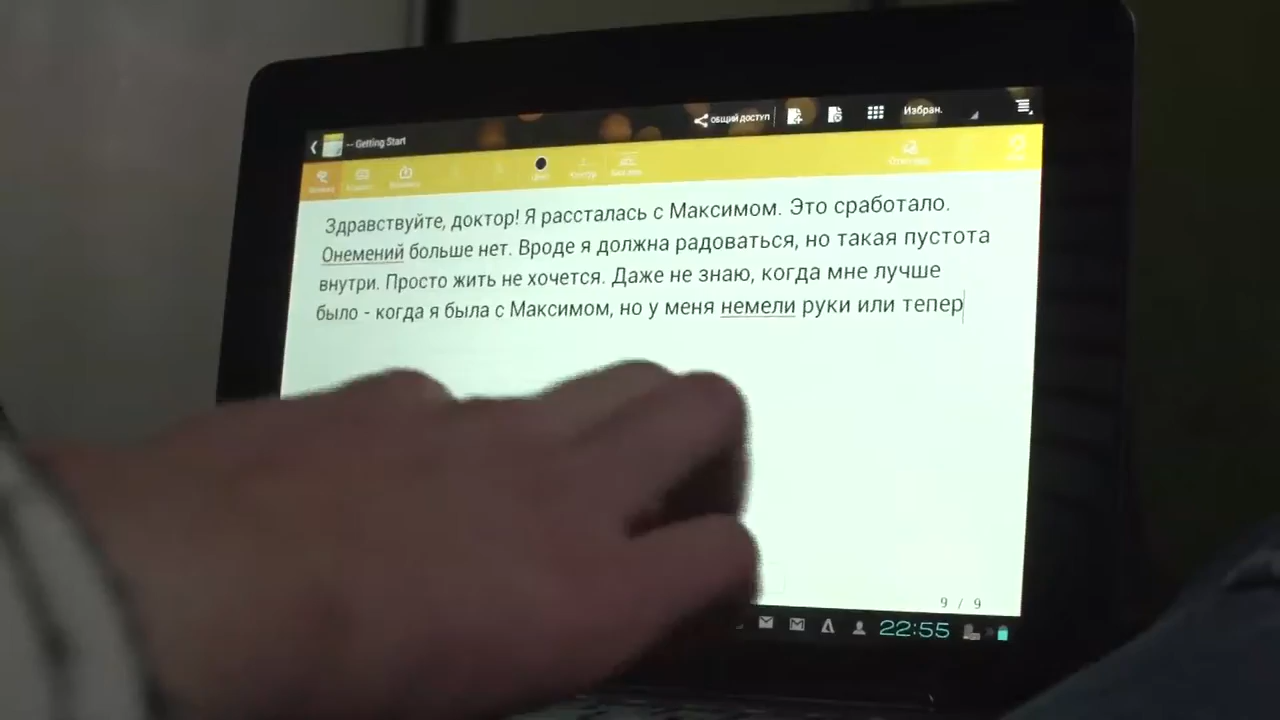 -- Getting Start
ОБЩИЙ ДОСТУП
Избран.
Здравствуйте, доктор! Я рассталась с Максимом. Это сработало.
Онемений больше нет. Вроде я должна радоваться, но такая пустота
внутри. Просто жить не хочется. Даже не знаю, когда мне лучше
было - когда я была с Максимом, но у меня немели руки или тепер
9 / 9
22:55